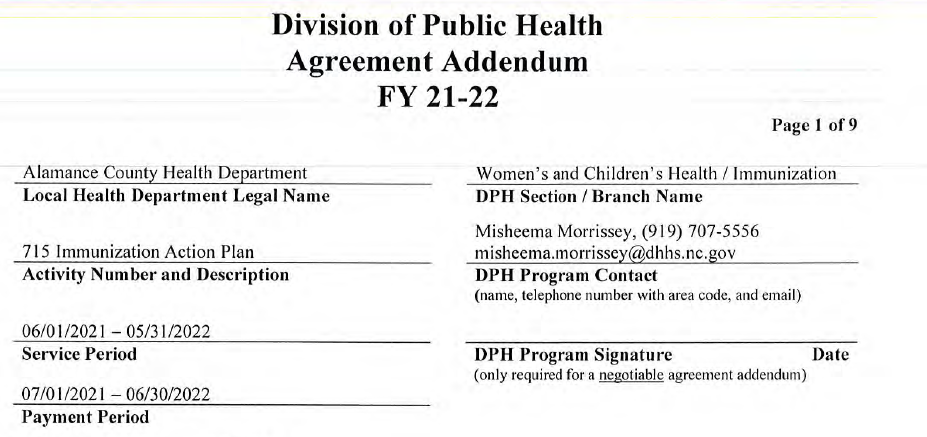 Division of Public Health
Agreement Addendum
FY 21-22
Page 1 of 9
Alamance County Health Department
Local Health Department Legal Name
Women's and Children's Health / Immunization
DPH Section / Branch Name
715 Immunization Action Plan
Activity Number and Description
Misheema Morrissey, (919) 707-5556
misheema.morrissey@dhhs.nc.gov
DPH Program Contact
(name, telephone number with area code, and email)
06/01/2021 – 05/31/2022
Service Period
DPH Program Signature Date
(only required for a negotiable agreement addendum)
07/01/2021 – 06/30/2022
Payment Period